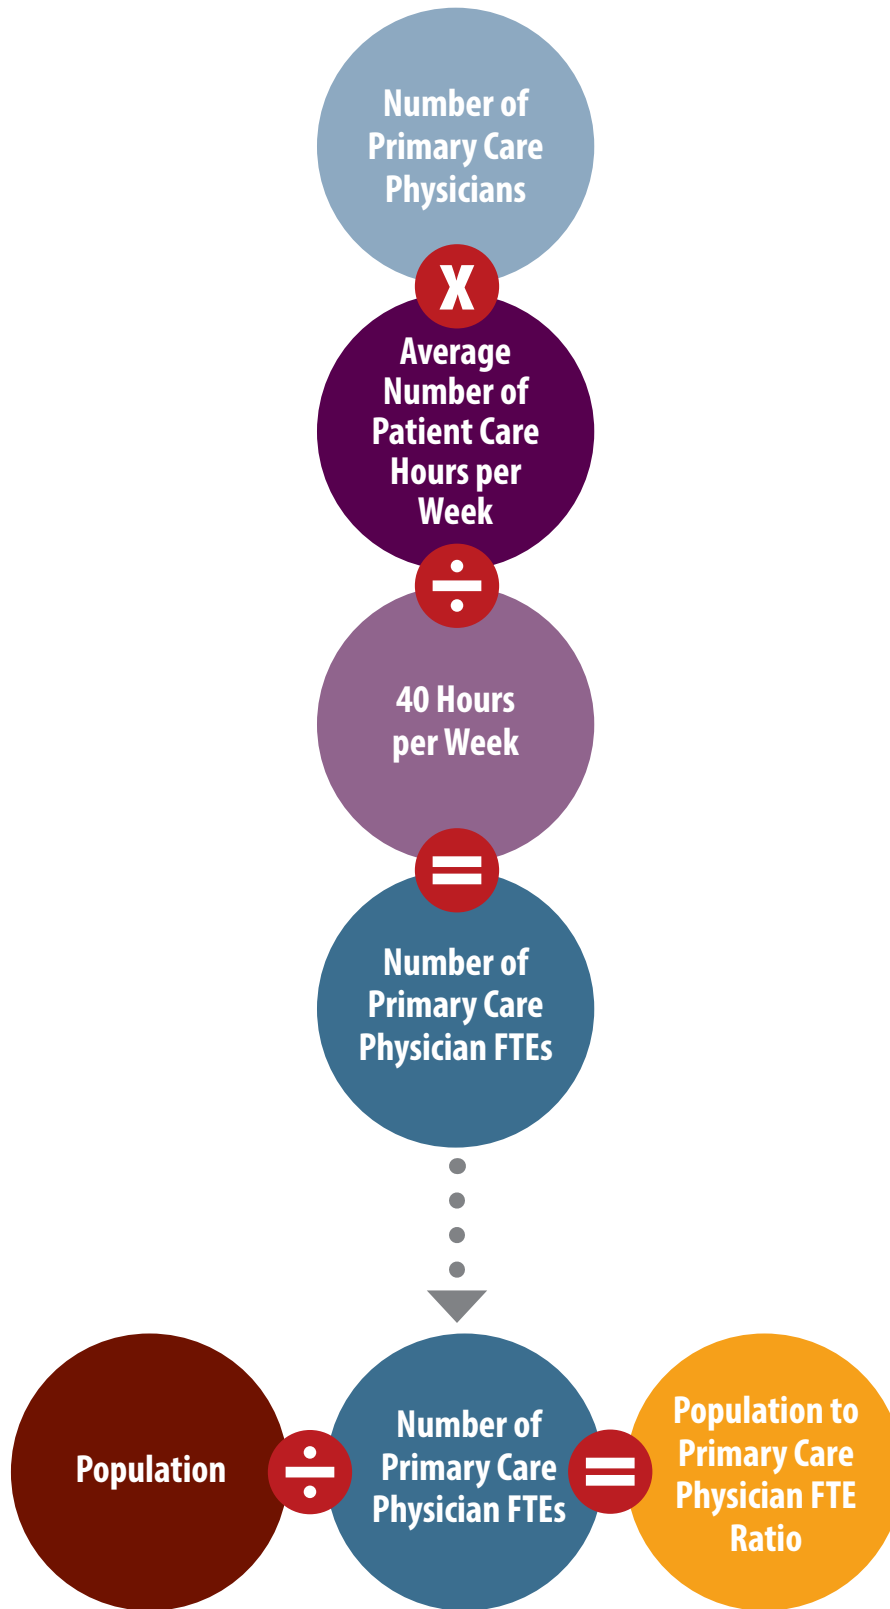 Number of
Primary Care
Physicians
X
Average
Number of
Patient Care
Hours per
Week
÷
40 Hours
per Week
=
Number of
Primary Care
Physician FTEs
Population
÷
Number of
Primary Care
Physician FTEs
=
Population to
Primary Care
Physician FTE
Ratio